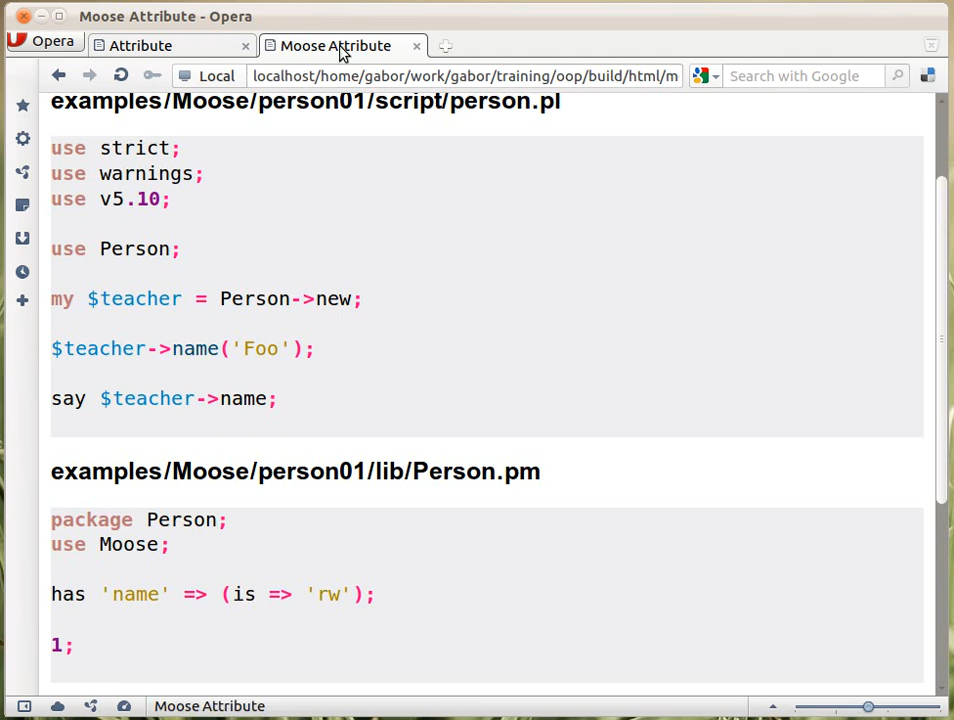 Moose Attribute - Opera
Opera
Attribute
Moose Attribute
Local
localhost/home/gabor/work/gabor/training/oop/build/html/m
Search with Google
examples/Moose/person01/script/person.pl
use strict;
use warnings;
use v5.10;
use Person;
my $teacher = Person->new;
$teacher->name('Foo');
say $teacher->name;
examples/Moose/person01/lib/Person.pm
package Person;
use Moose;
has 'name' => (is => 'rw');
1;
Moose Attribute